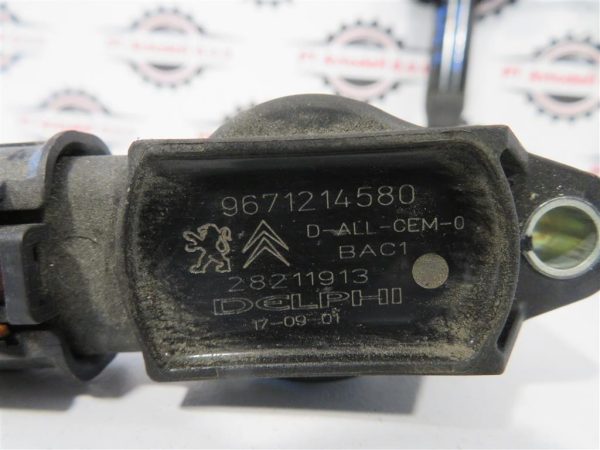 9671214580
D-ALL-CEM-0
BAC1
28211913
DELPHI
17-09-01